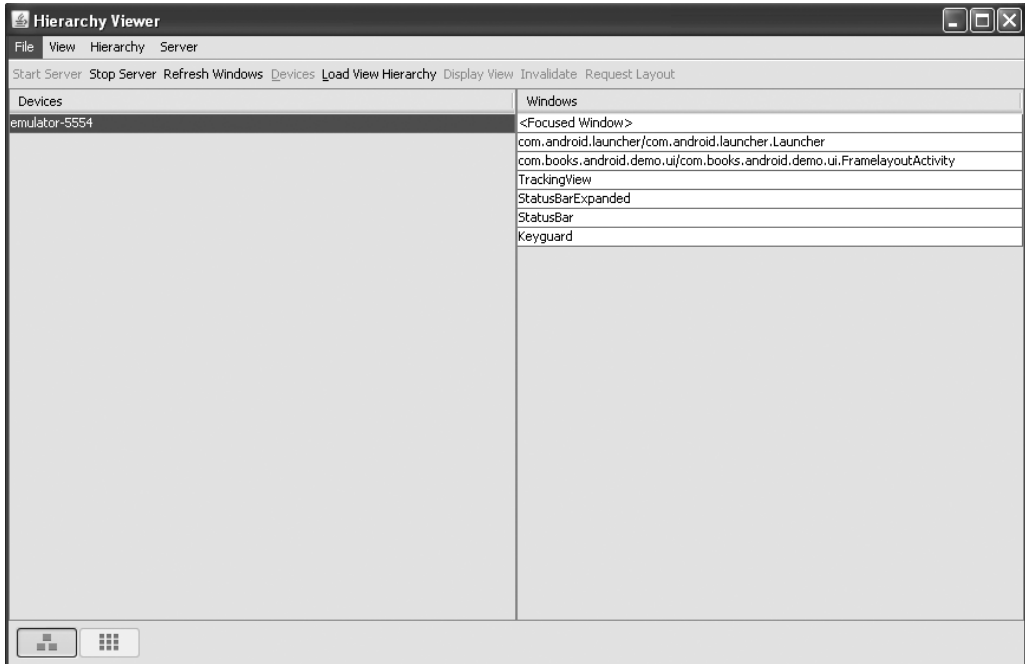 Hierarchy Viewer
File View Hierarchy Server
Start Server Stop Server Refresh Windows Devices Load View Hierarchy Display View Invalidate Request Layout
Devices Windows
emulator-5554 <Focused Window>
com.android.launcher/com.android.launcher.Launcher
com.books.android.demo.ui/com.books.android.demo.ui.FramelayoutActivity
TrackingView
StatusBarExpanded
StatusBar
Keyguard